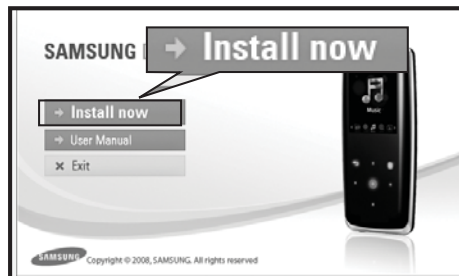 SAMSUNG
→ Install now
→ Install now
→ User Manual
× Exit
Music
SAMSUNG Copyright © 2008, SAMSUNG. All rights reserved